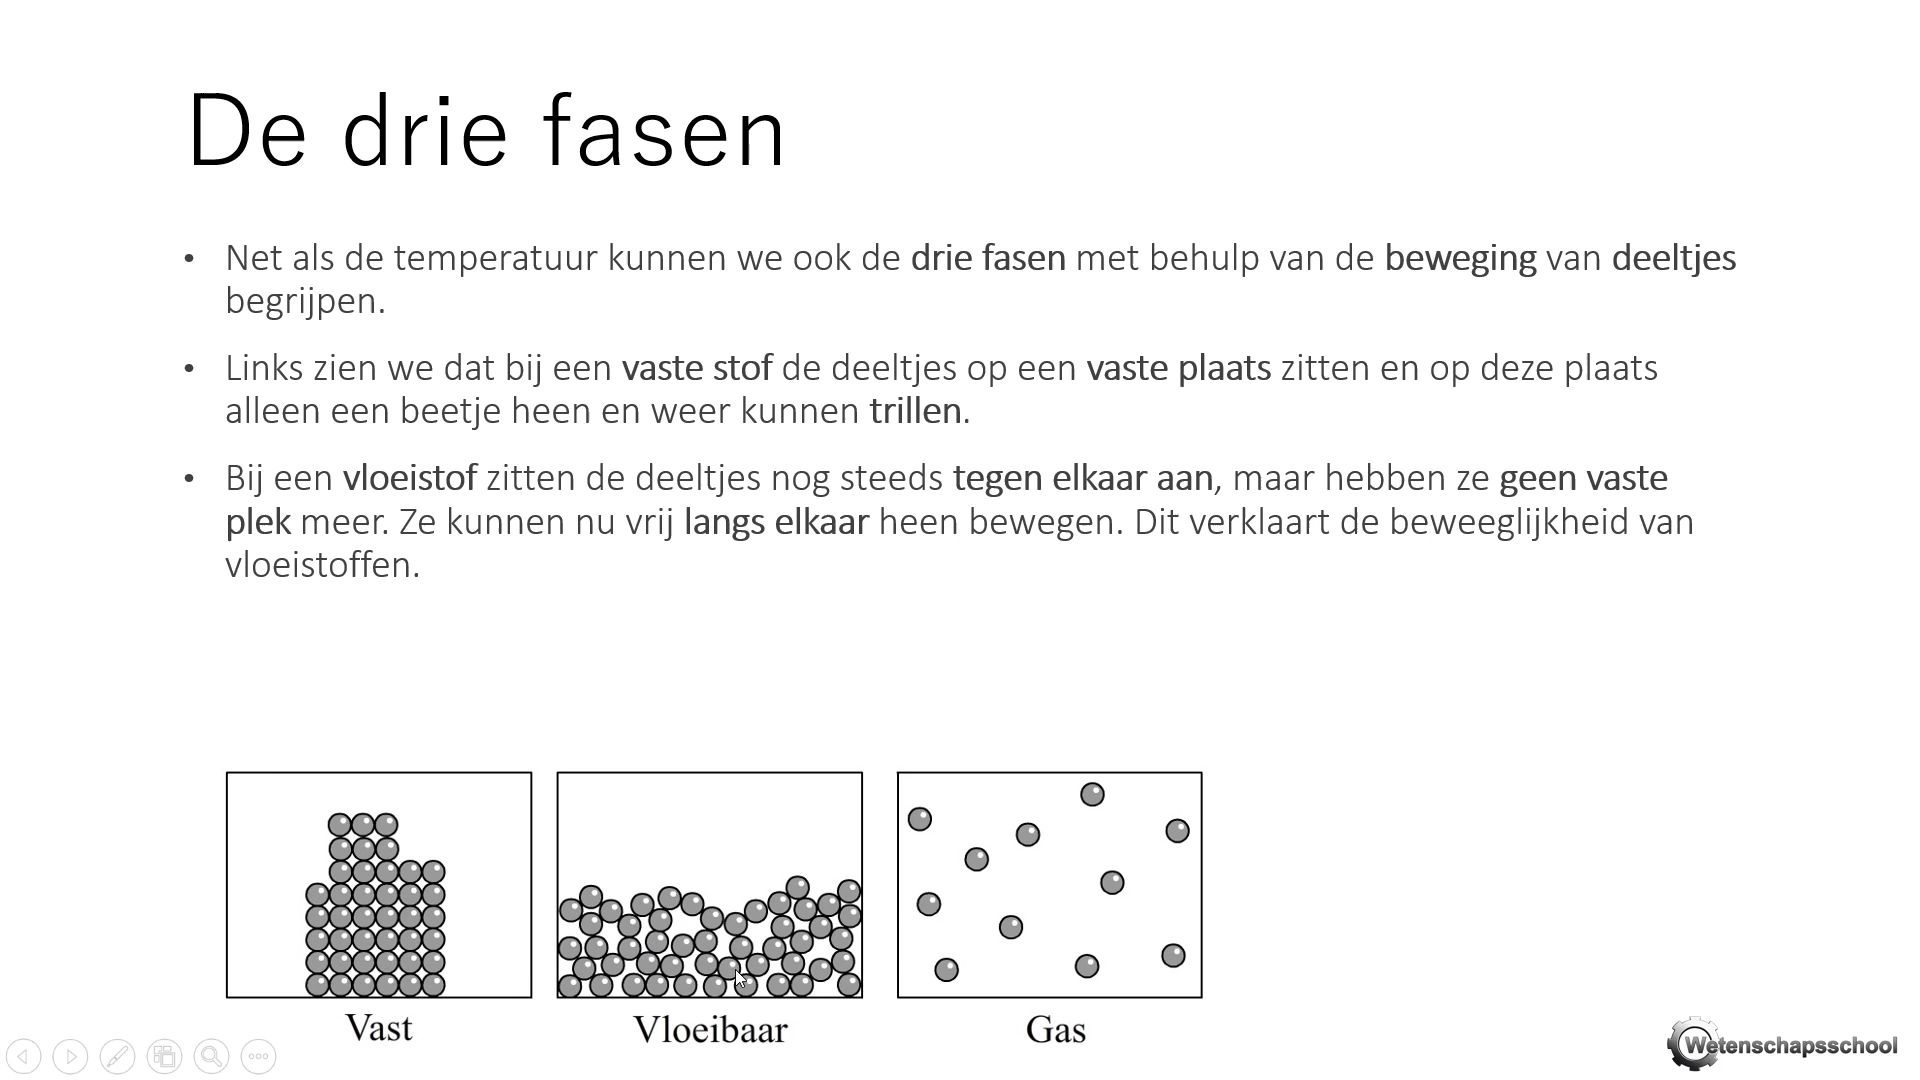 De drie fasen
• Net als de temperatuur kunnen we ook de drie fasen met behulp van de beweging van deeltjes
begrijpen.
• Links zien we dat bij een vaste stof de deeltjes op een vaste plaats zitten en op deze plaats
alleen een beetje heen en weer kunnen trillen.
• Bij een vloeistof zitten de deeltjes nog steeds tegen elkaar aan, maar hebben ze geen vaste
plek meer. Ze kunnen nu vrij langs elkaar heen bewegen. Dit verklaart de beweeglijkheid van
vloeistoffen.
Vast
Vloeibaar
Gas
Wetenschapsschool